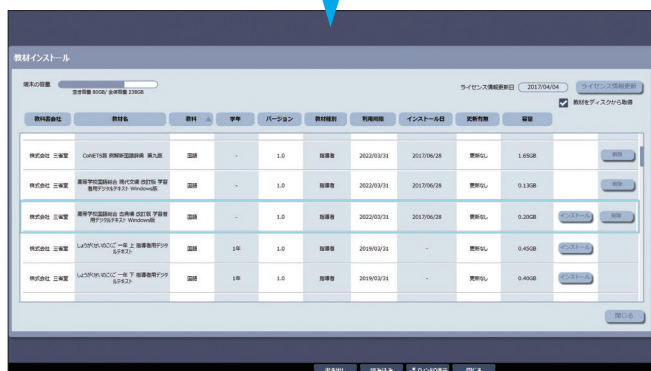 教材インストール
端末の容量
空き容量 80GB/ 全体容量 238GB
ライセンス情報更新日 2017/04/04 ライセンス情報更新
教材をディスクから取得
教科書会社 教材名 教科 学年 バージョン 教材種別 利用期限 インストール日 更新有無 容量
株式会社 三省堂 CoNETS版 例解新国語辞典 第九版 国語 - 1.0 指導者 2022/03/31 2017/06/28 更新なし 1.65GB 削除
株式会社 三省堂 高等学校国語総合 現代文編 改訂版 学習者用デジタルテキスト Windows版 国語 - 1.0 指導者 2022/03/31 2017/06/28 更新なし 0.13GB 削除
株式会社 三省堂 高等学校国語総合 古典編 改訂版 学習者用デジタルテキスト Windows版 国語 - 1.0 指導者 2022/03/31 2017/06/28 更新なし 0.20GB インストール 削除
株式会社 三省堂 しょうがくせいのこくご 一年 上 指導者用デジタルテキスト 国語 1年 1.0 指導者 2019/03/31 - 更新なし 0.45GB インストール
株式会社 三省堂 しょうがくせいのこくご 一年 下 指導者用デジタルテキスト 国語 1年 1.0 指導者 2019/03/31 - 更新なし 0.40GB インストール
閉じる